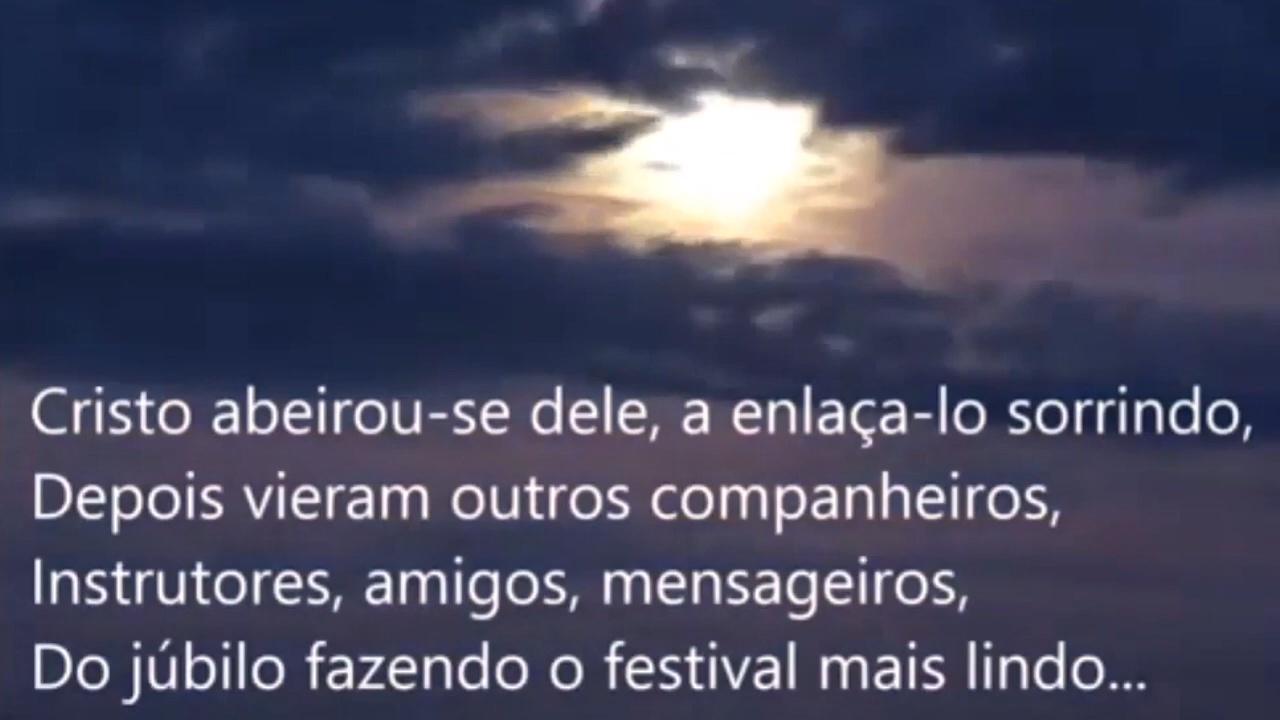 Cristo abeirou-se dele, a enlaça-lo sorrindo,
Depois vieram outros companheiros,
Instrutores, amigos, mensageiros,
Do júbilo fazendo o festival mais lindo...